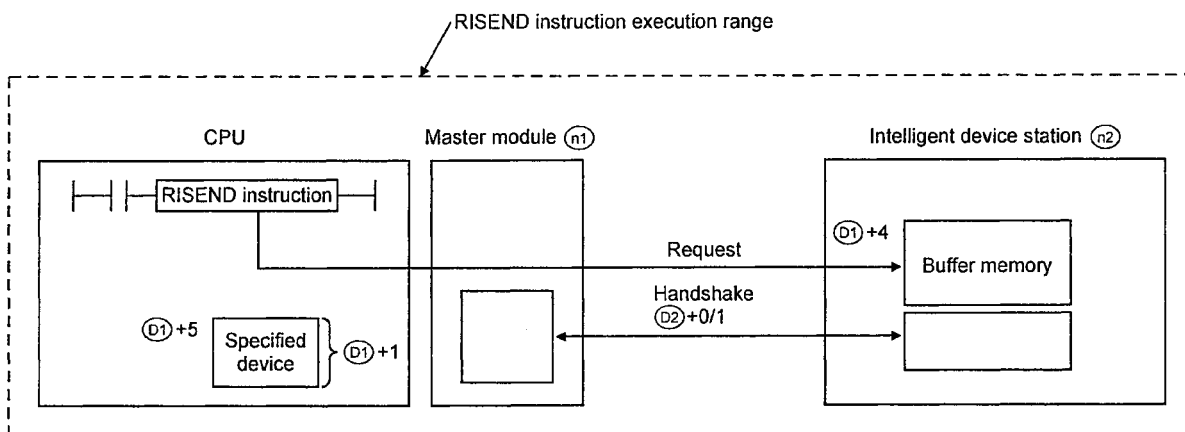 RISEND instruction execution range
CPU
Master module n1
Intelligent device station n2
RISEND instruction
Request
D1+4
Buffer memory
Handshake
D2+0/1
D1+5
Specified
device
D1+1